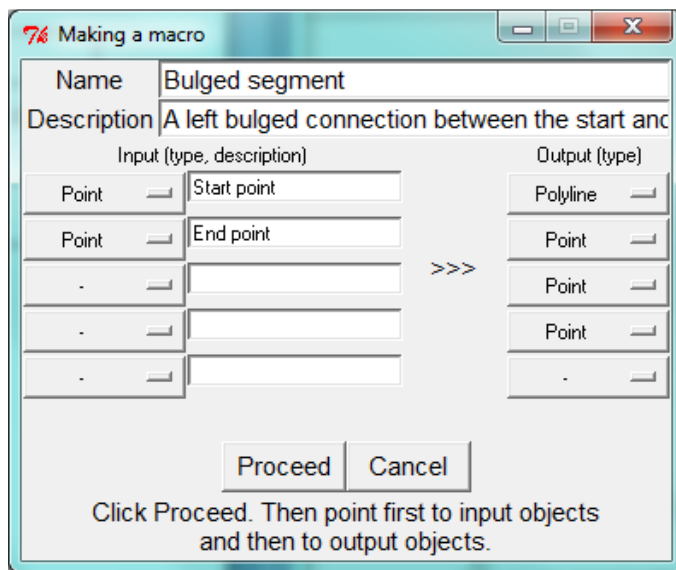 Making a macro
Name Bulged segment
Description A left bulged connection between the start and
Input (type, description) Output (type)
Point Start point Polyline
Point End point Point
>>>
- Point
- Point
- -
Proceed Cancel
Click Proceed. Then point first to input objects
and then to output objects.